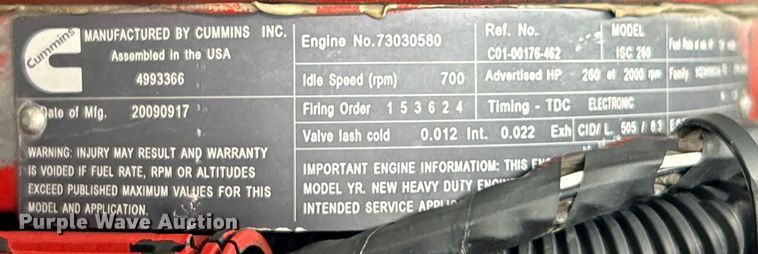 Cummins
MANUFACTURED BY CUMMINS INC.
Assembled in the USA
4993366
Date of Mfg. 20090917
WARNING: INJURY MAY RESULT AND WARRANTY
IS VOIDED IF FUEL RATE, RPM OR ALTITUDES
EXCEED PUBLISHED MAXIMUM VALUES FOR THIS
MODEL AND APPLICATION.
Engine No.73030580
Idle Speed (rpm) 700
Firing Order 1 5 3 6 2 4
Valve lash cold 0.012 Int. 0.022 Exh
Ref. No.
C01-00176-462
MODEL
ISC 260
Advertised HP 260 at 2000 rpm
Timing - TDC ELECTRONIC
CID/ L. 505 / 8.3
Fuel Rate at
Family
IMPORTANT ENGINE INFORMATION: THIS
MODEL YR. NEW HEAVY DUTY
INTENDED SERVICE
Purple Wave Auction